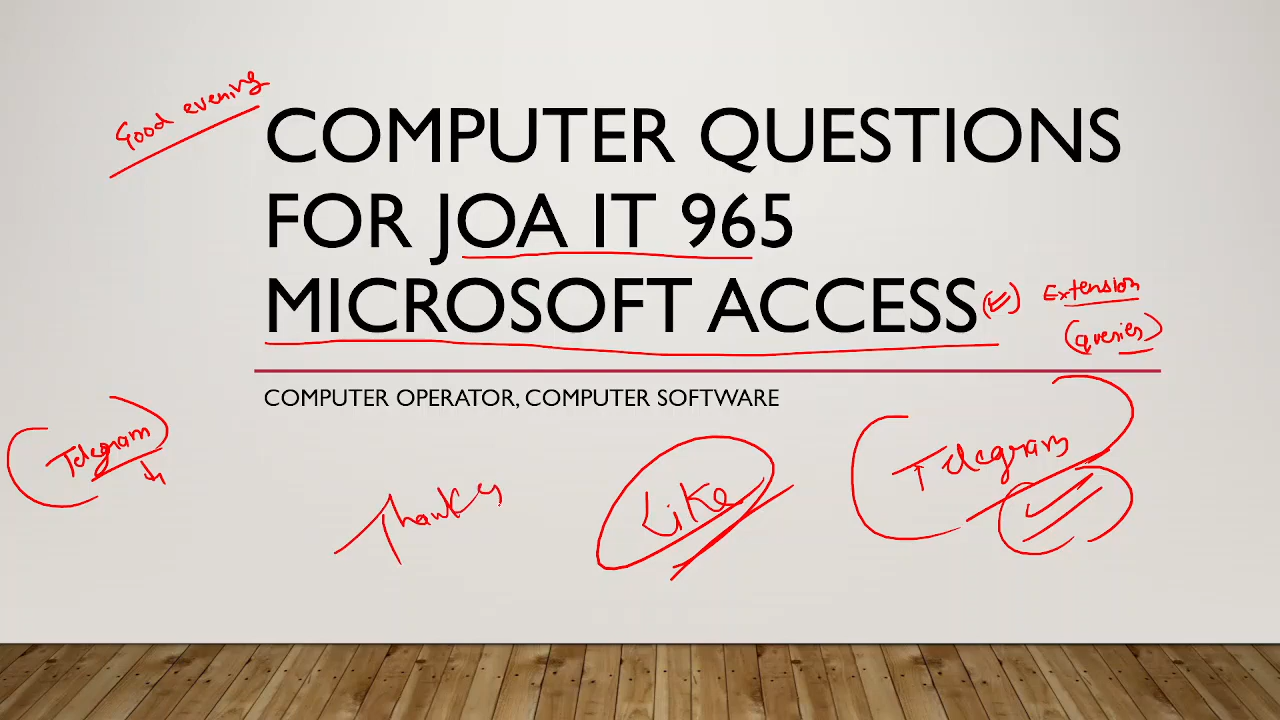 Good evening
COMPUTER QUESTIONS
FOR JOA IT 965
MICROSOFT ACCESS
Extension
(queries)
COMPUTER OPERATOR, COMPUTER SOFTWARE
Telegram
Telegram
Thanks
Like